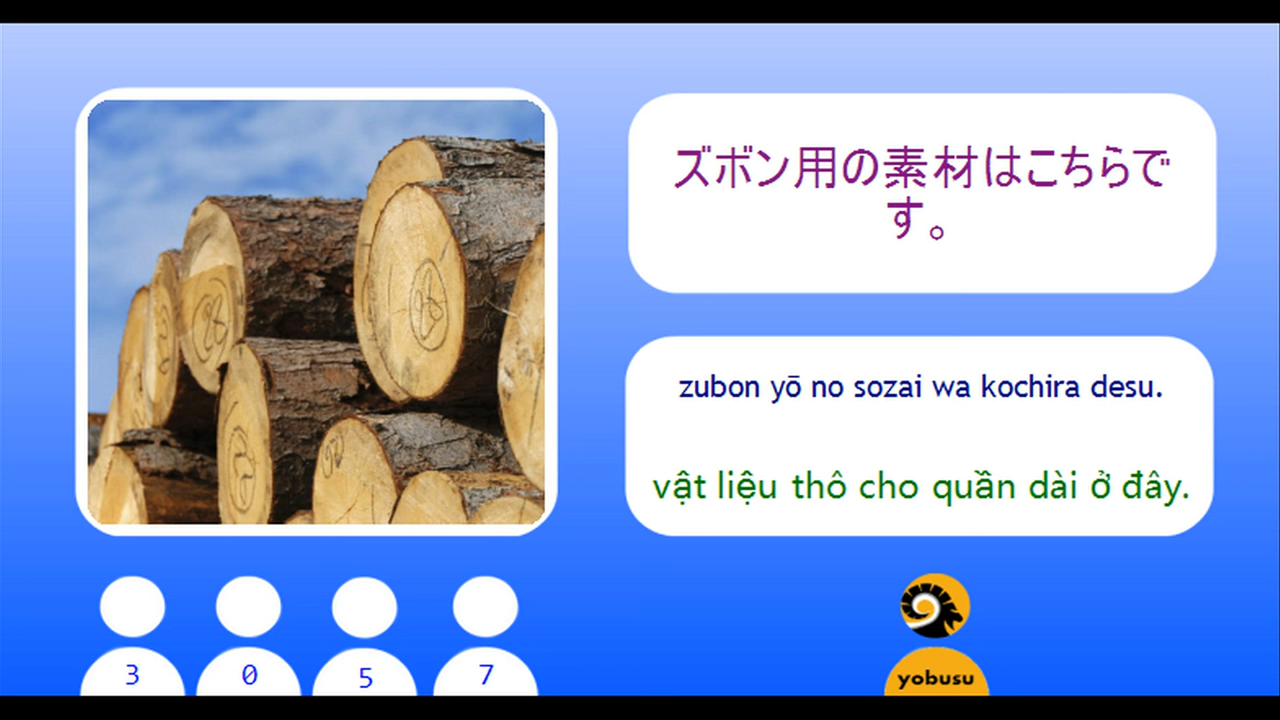 ズボン用の素材はこちらで
す。
zubon yō no sozai wa kochira desu.
vật liệu thô cho quần dài ở đây.
3 0 5 7
yobusu